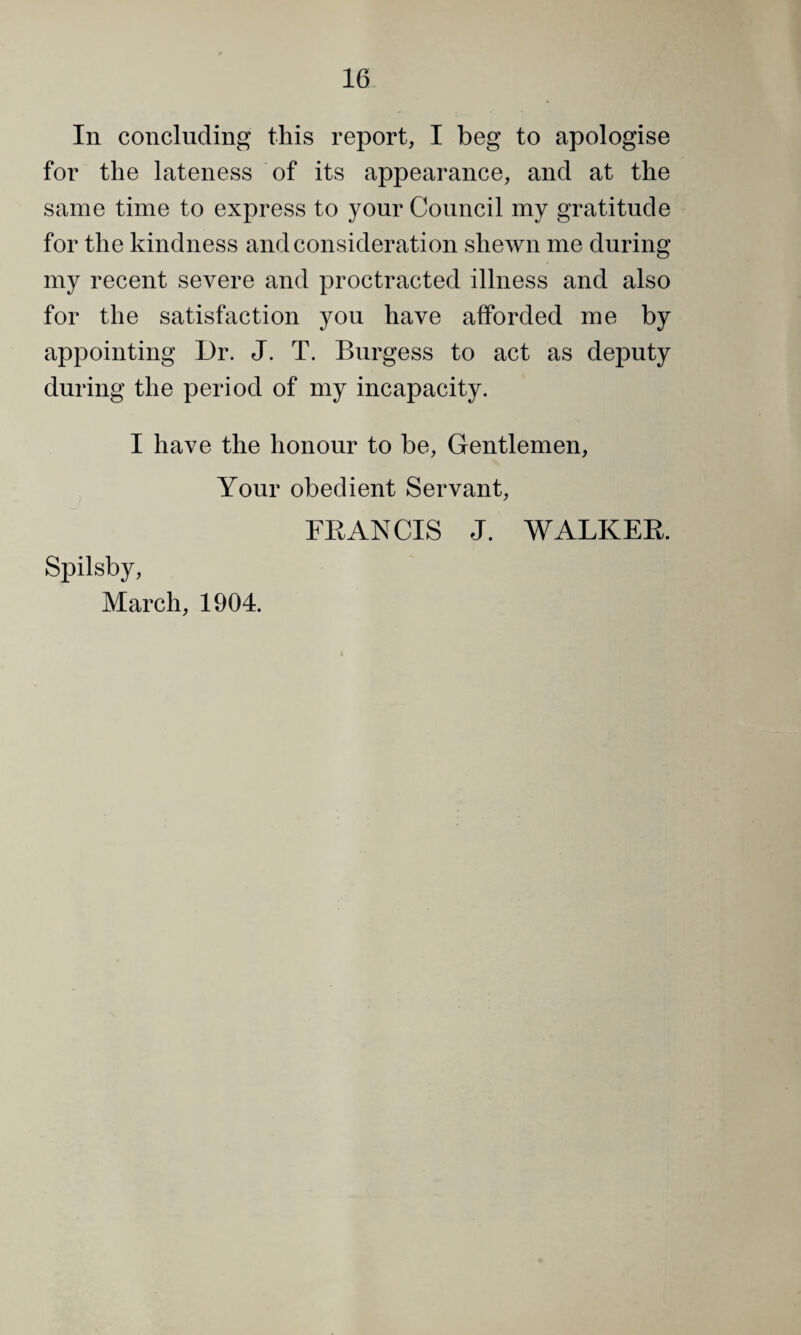 16
In concluding this report, I beg to apologise
for the lateness of its appearance, and at the
same time to express to your Council my gratitude
for the kindness and consideration shewn me during
my recent severe and proctracted illness and also
for the satisfaction you have afforded me by
appointing Dr. J. T. Burgess to act as deputy
during the period of my incapacity.
I have the honour to be, Gentlemen,
Your obedient Servant,
FRANCIS J. WALKER.
Spilsby,
March, 1904.